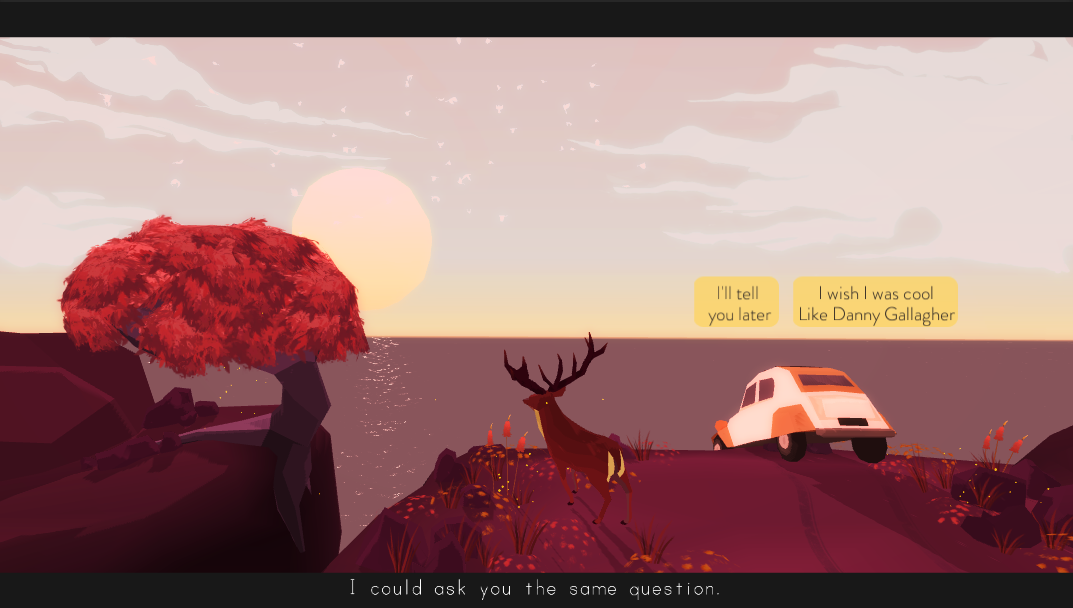 I'll tell
you later
I wish I was cool
Like Danny Gallagher
I could ask you the same question.